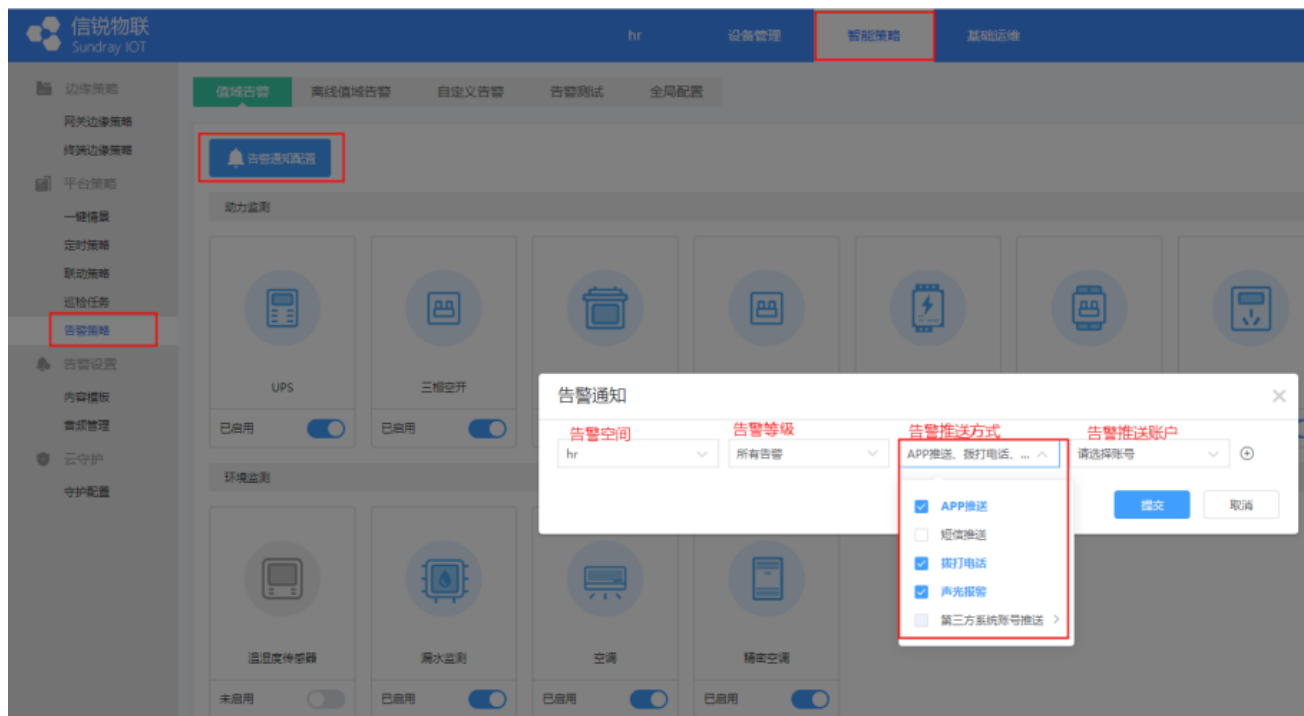 信锐物联
Sundray IOT
hr
设备管理
智能策略
基础运维
边缘策略
网关边缘策略
终端边缘策略
平台策略
一键情景
定时策略
联动策略
巡检任务
告警策略
告警设置
内容模板
音频管理
云守护
守护配置
值域告警
离线值域告警
自定义告警
告警测试
全局配置
告警通知配置
动力监测
UPS
三相空开
已启用
已启用
告警通知
告警空间
告警等级
告警推送方式
告警推送账户
hr
所有告警
APP推送、拨打电话、...
请选择账号
APP推送
短信推送
拨打电话
声光报警
第三方系统账号推送
提交
取消
环境监测
温湿度传感器
漏水监测
空调
精密空调
未启用
已启用
已启用
已启用